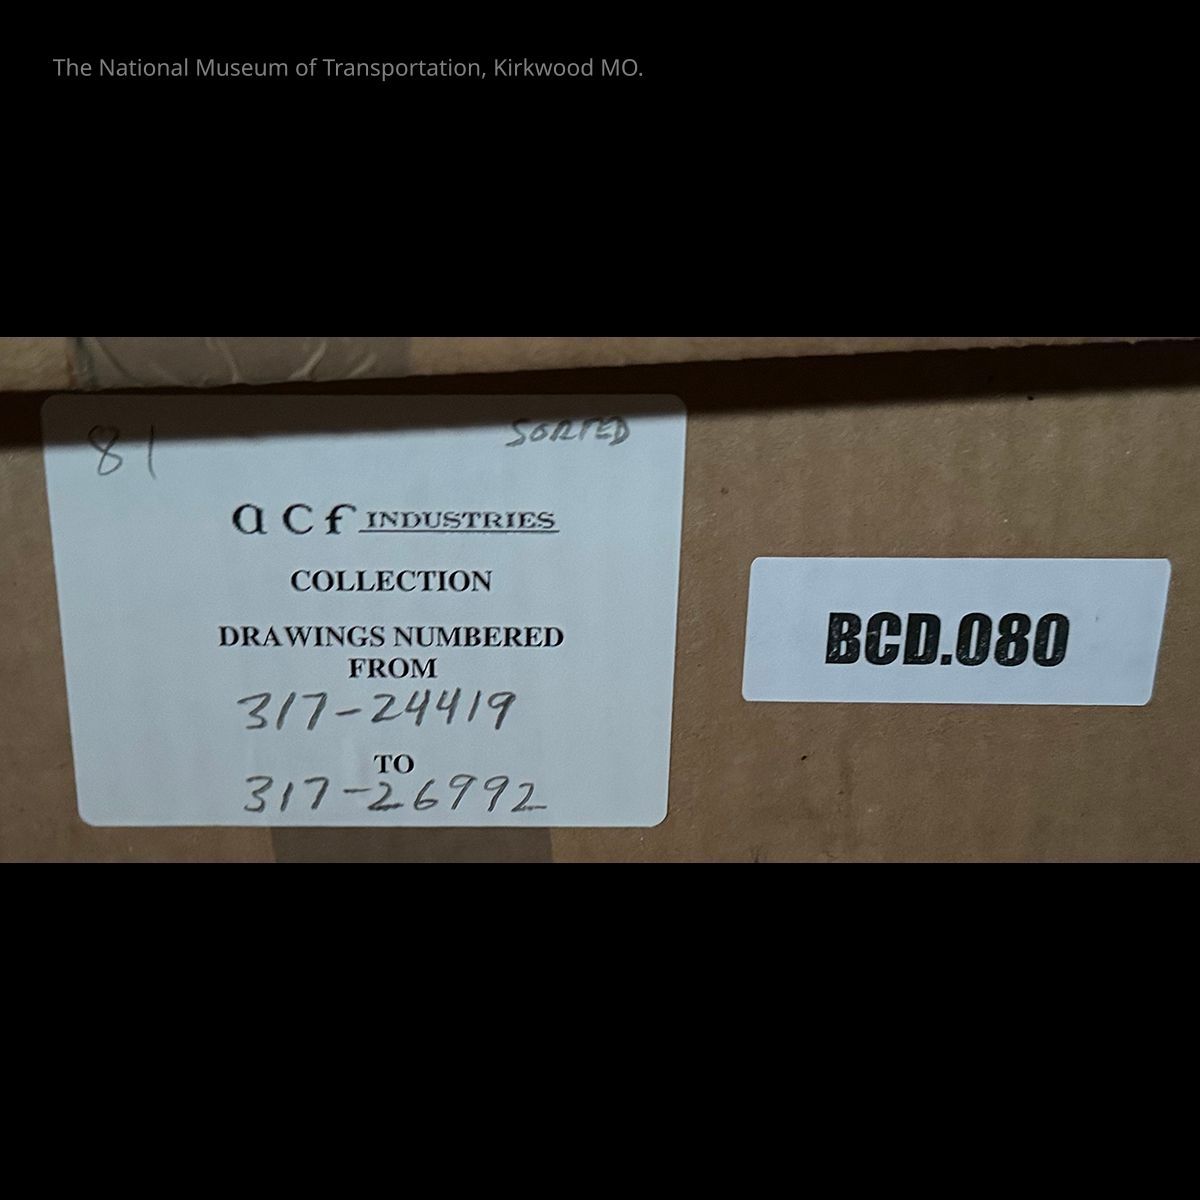 The National Museum of Transportation, Kirkwood MO.
81 SORTED
acf INDUSTRIES
COLLECTION
DRAWINGS NUMBERED
FROM
317-24419
TO
317-26992
BCD.080